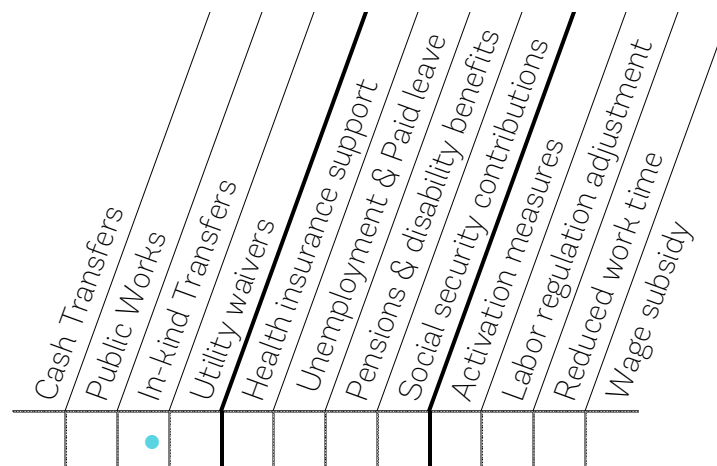 Cash Transfers
Public Works
In-kind Transfers
Utility waivers
Health insurance support
Unemployment & Paid leave
Pensions & disability benefits
Social security contributions
Activation measures
Labor regulation adjustment
Reduced work time
Wage subsidy